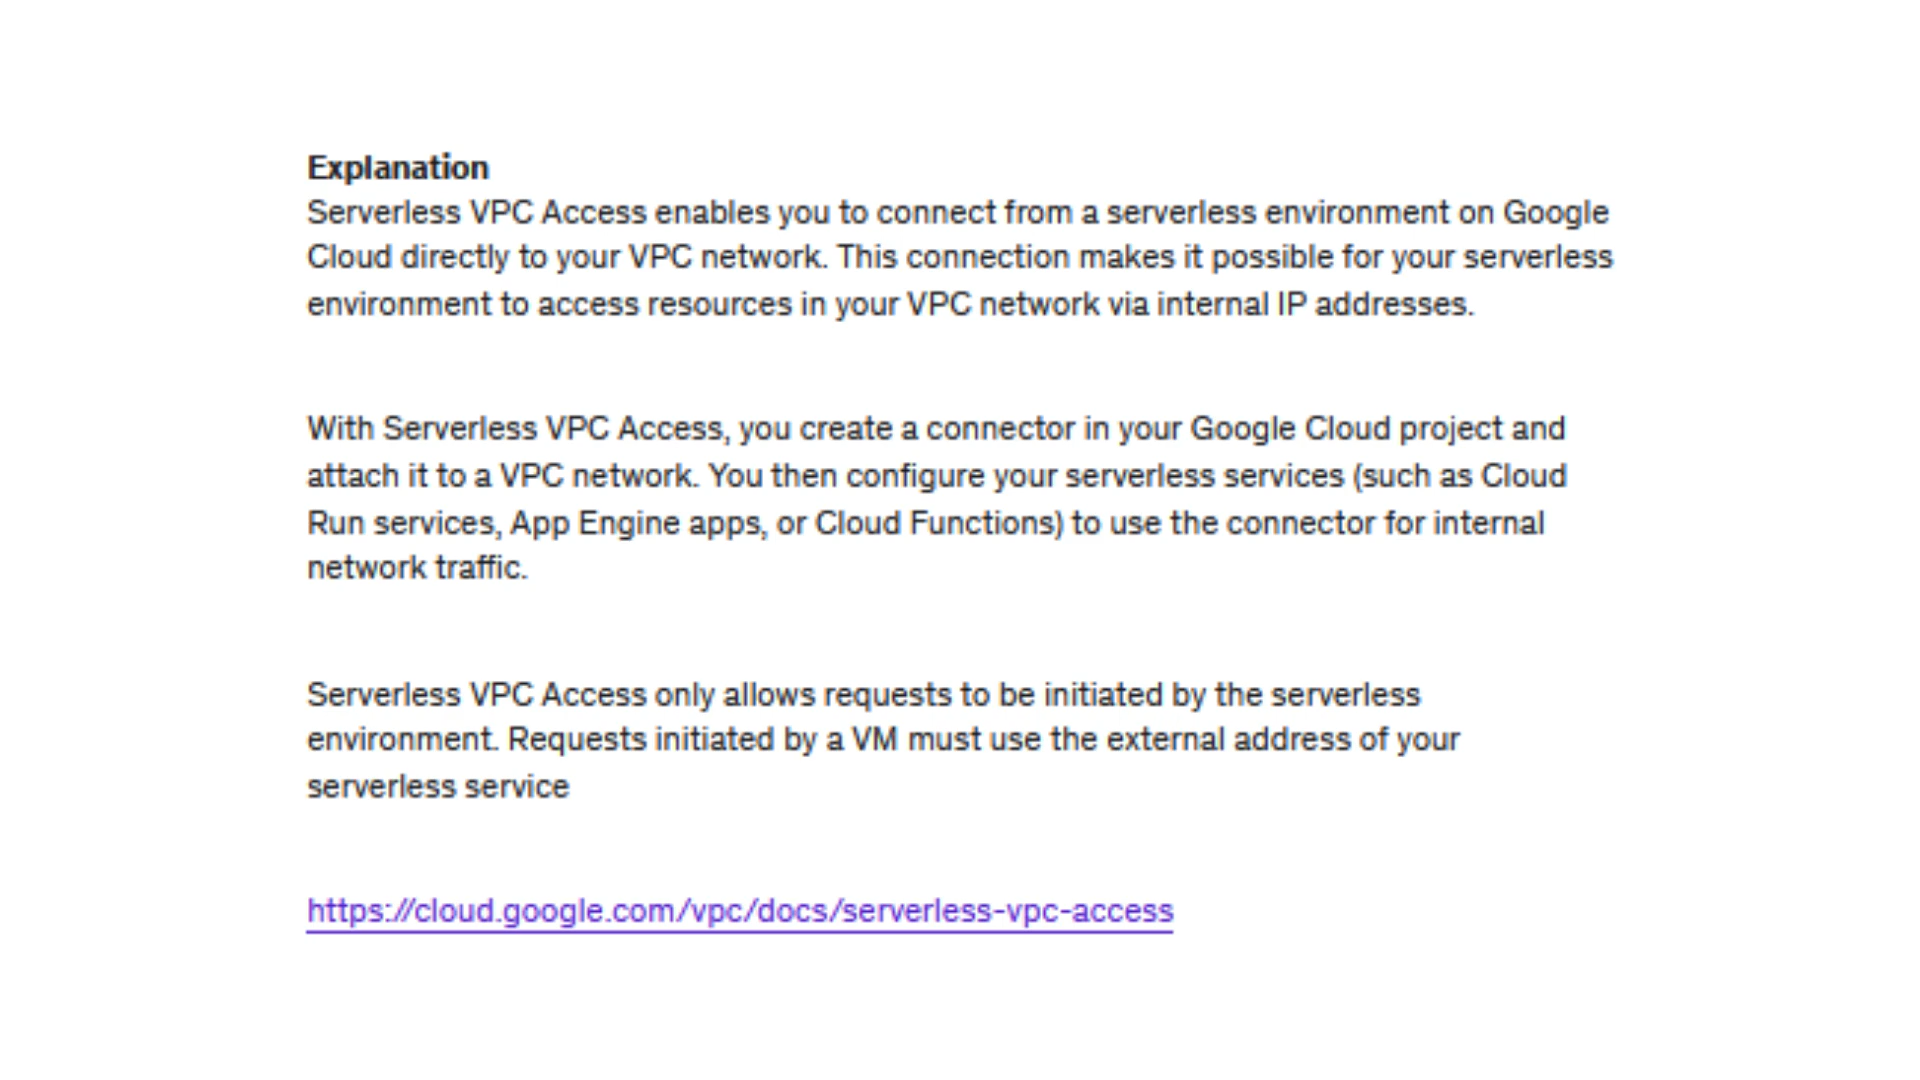 Explanation
Serverless VPC Access enables you to connect from a serverless environment on Google
Cloud directly to your VPC network. This connection makes it possible for your serverless
environment to access resources in your VPC network via internal IP addresses.
With Serverless VPC Access, you create a connector in your Google Cloud project and
attach it to a VPC network. You then configure your serverless services (such as Cloud
Run services, App Engine apps, or Cloud Functions) to use the connector for internal
network traffic.
Serverless VPC Access only allows requests to be initiated by the serverless
environment. Requests initiated by a VM must use the external address of your
serverless service
https://cloud.google.com/vpc/docs/serverless-vpc-access